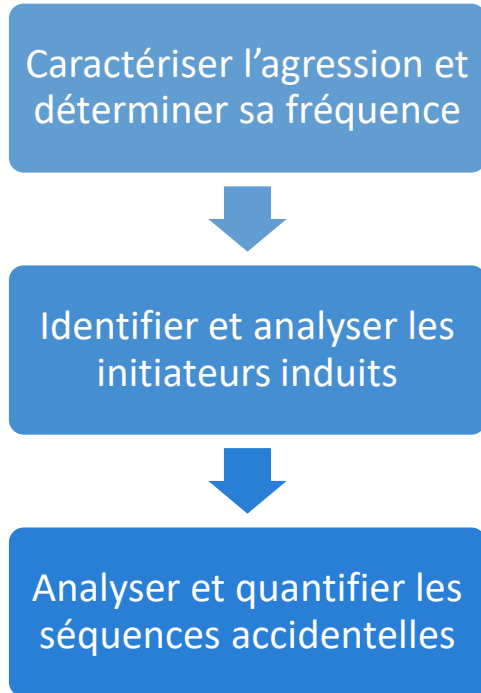 Caractériser l’agression et
déterminer sa fréquence
Identifier et analyser les
initiateurs induits
Analyser et quantifier les
séquences accidentelles